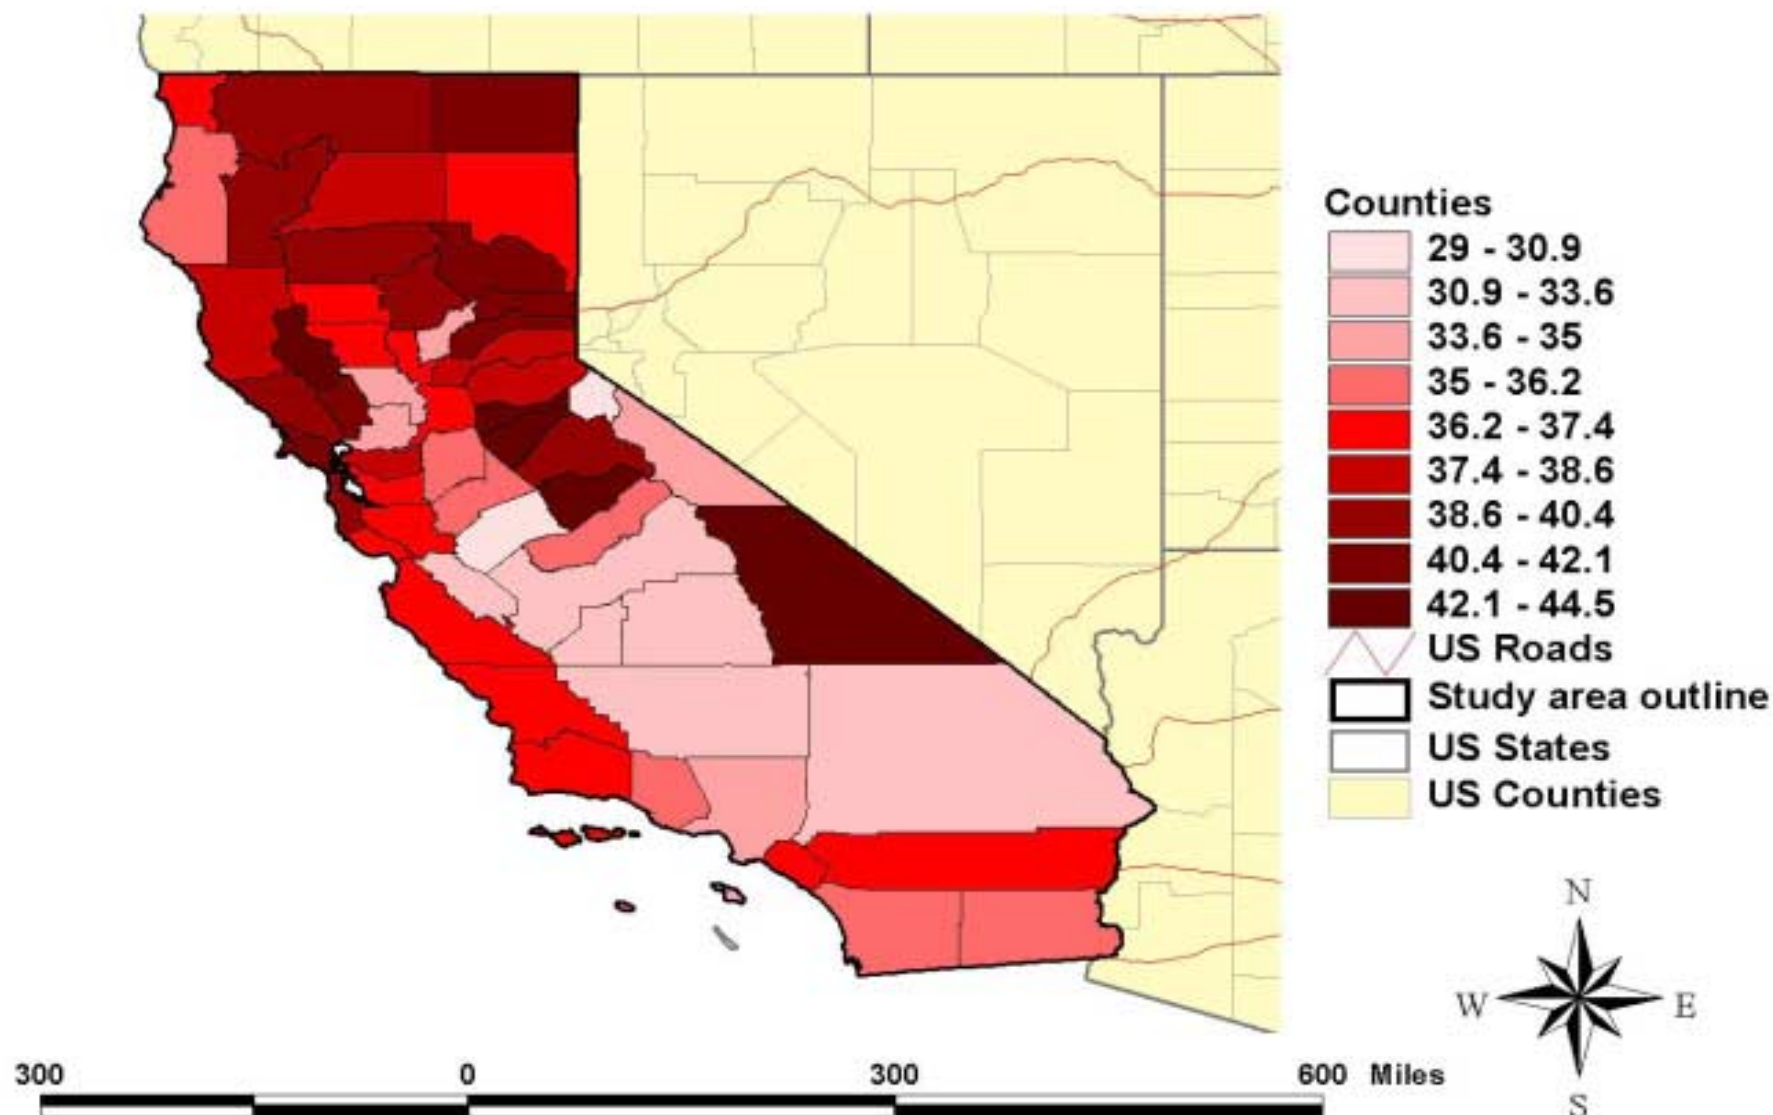 Counties
29 - 30.9
30.9 - 33.6
33.6 - 35
35 - 36.2
36.2 - 37.4
37.4 - 38.6
38.6 - 40.4
40.4 - 42.1
42.1 - 44.5
US Roads
Study area outline
US States
US Counties
N
W E
S
300 0 300 600 Miles